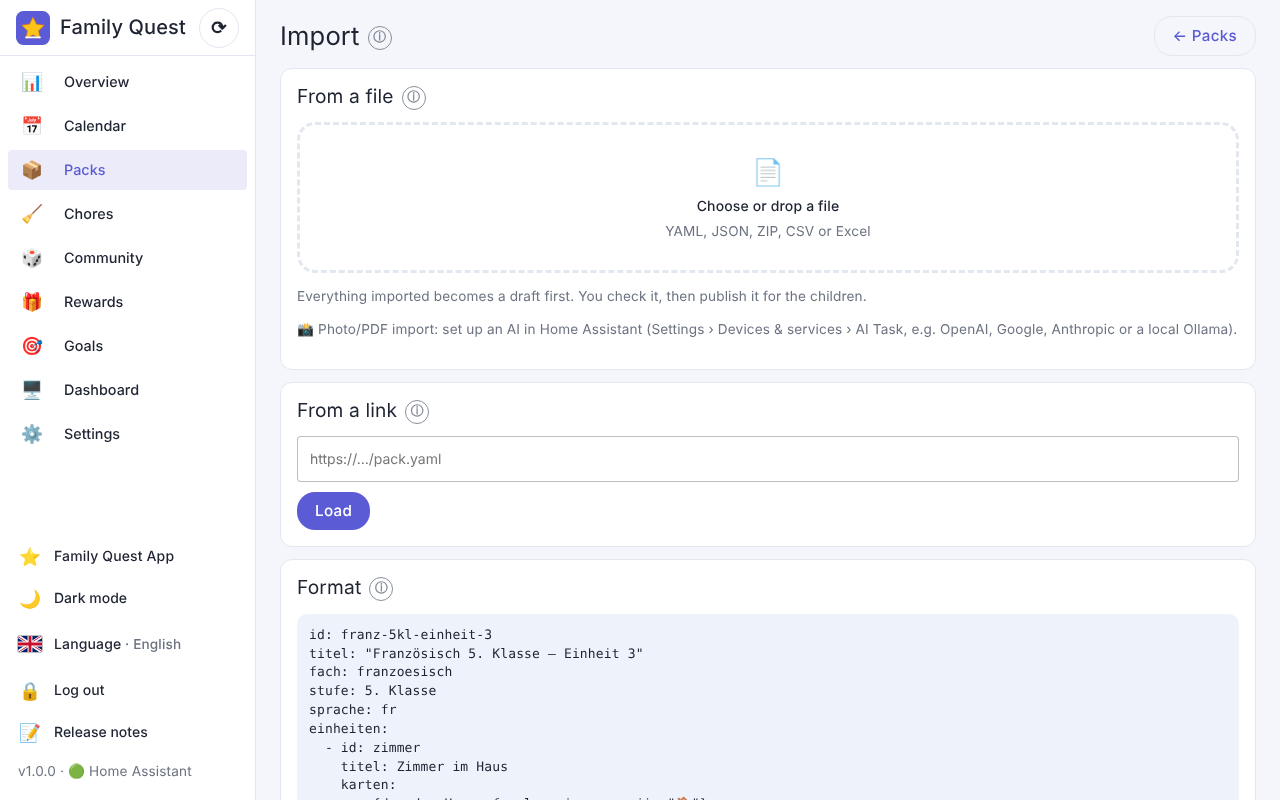 Family Quest
Overview
Calendar
Packs
Chores
Community
Rewards
Goals
Dashboard
Settings
Family Quest App
Dark mode
Language · English
Log out
Release notes
v1.0.0 · Home Assistant
Import
← Packs
From a file
Choose or drop a file
YAML, JSON, ZIP, CSV or Excel
Everything imported becomes a draft first. You check it, then publish it for the children.
Photo/PDF import: set up an AI in Home Assistant (Settings › Devices & services › AI Task, e.g. OpenAI, Google, Anthropic or a local Ollama).
From a link
https://.../pack.yaml
Load
Format
id: franz-5kl-einheit-3
titel: "Französisch 5. Klasse – Einheit 3"
fach: franzoesisch
stufe: 5. Klasse
sprache: fr
einheiten:
- id: zimmer
titel: Zimmer im Haus
karten: